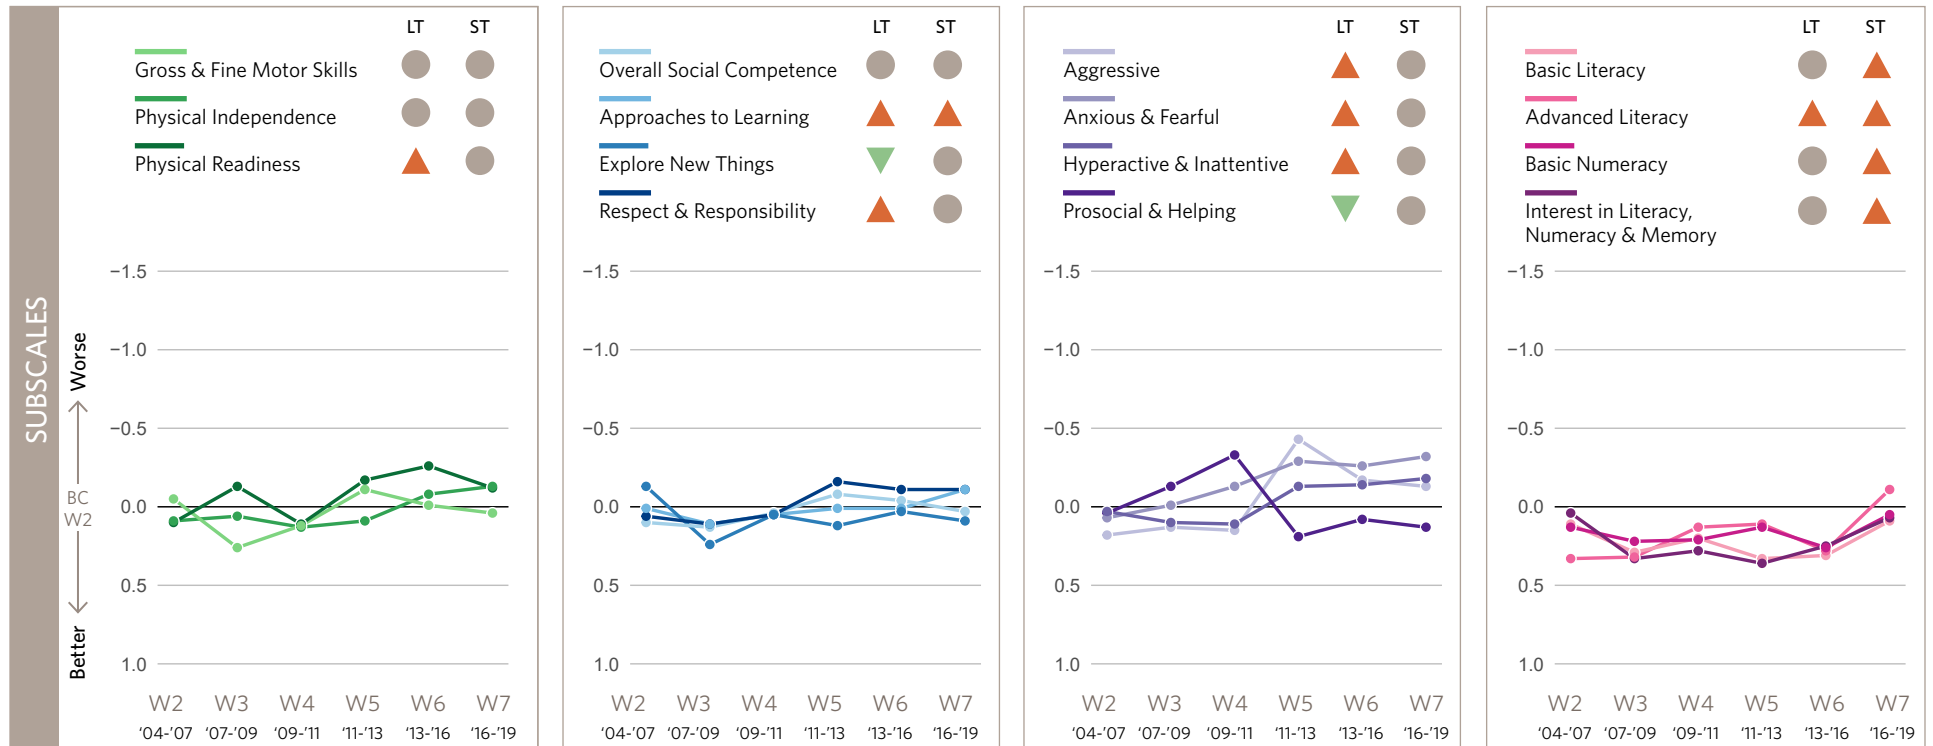 SUBSCALES
Worse
BC
W2
Better
LT ST
Gross & Fine Motor Skills
Physical Independence
Physical Readiness
−1.5
−1.0
−0.5
0.0
0.5
1.0
W2 W3 W4 W5 W6 W7
‘04-’07 ‘07-’09 ‘09-’11 ‘11-’13 ‘13-’16 ‘16-’19
LT ST
Overall Social Competence
Approaches to Learning
Explore New Things
Respect & Responsibility
−1.5
−1.0
−0.5
0.0
0.5
1.0
W2 W3 W4 W5 W6 W7
‘04-’07 ‘07-’09 ‘09-’11 ‘11-’13 ‘13-’16 ‘16-’19
LT ST
Aggressive
Anxious & Fearful
Hyperactive & Inattentive
Prosocial & Helping
−1.5
−1.0
−0.5
0.0
0.5
1.0
W2 W3 W4 W5 W6 W7
‘04-’07 ‘07-’09 ‘09-’11 ‘11-’13 ‘13-’16 ‘16-’19
LT ST
Basic Literacy
Advanced Literacy
Basic Numeracy
Interest in Literacy,
Numeracy & Memory
−1.5
−1.0
−0.5
0.0
0.5
1.0
W2 W3 W4 W5 W6 W7
‘04-’07 ‘07-’09 ‘09-’11 ‘11-’13 ‘13-’16 ‘16-’19